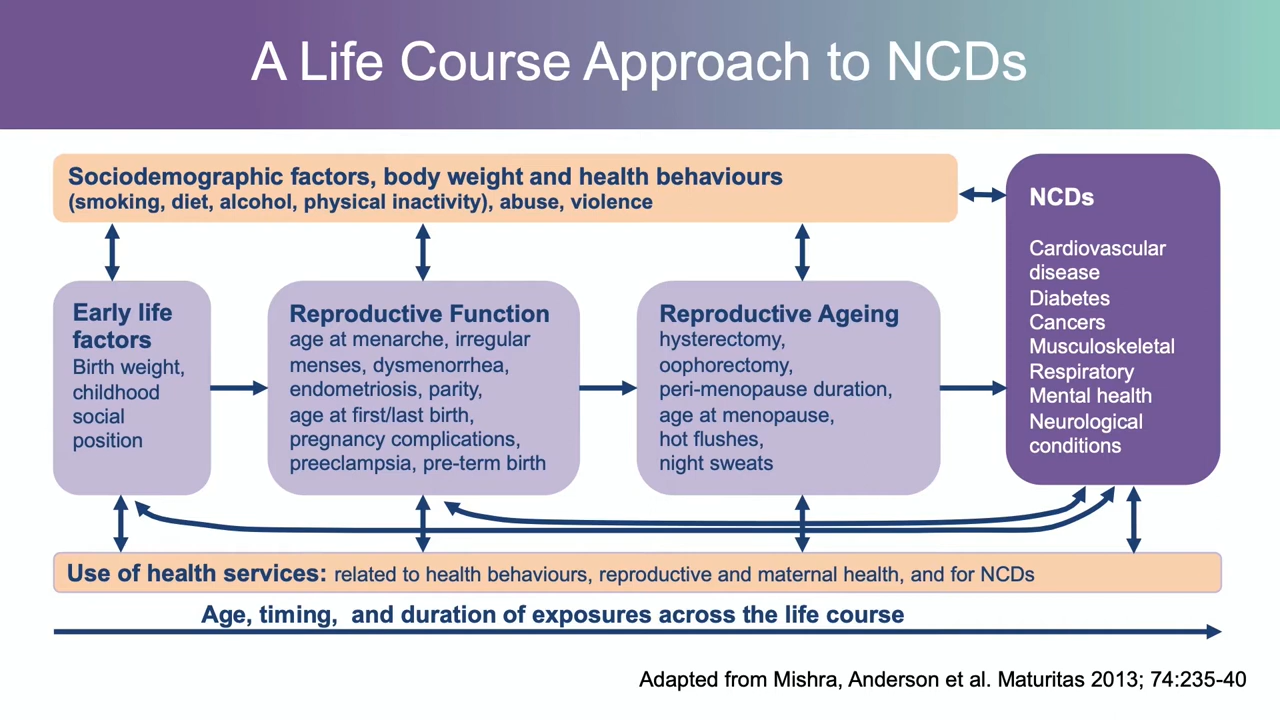 A Life Course Approach to NCDs
Sociodemographic factors, body weight and health behaviours
(smoking, diet, alcohol, physical inactivity), abuse, violence
NCDs
Cardiovascular
disease
Diabetes
Cancers
Musculoskeletal
Respiratory
Mental health
Neurological
conditions
Early life
factors
Birth weight,
childhood
social
position
Reproductive Function
age at menarche, irregular
menses, dysmenorrhea,
endometriosis, parity,
age at first/last birth,
pregnancy complications,
preeclampsia, pre-term birth
Reproductive Ageing
hysterectomy,
oophorectomy,
peri-menopause duration,
age at menopause,
hot flushes,
night sweats
Use of health services: related to health behaviours, reproductive and maternal health, and for NCDs
Age, timing, and duration of exposures across the life course
Adapted from Mishra, Anderson et al. Maturitas 2013; 74:235-40